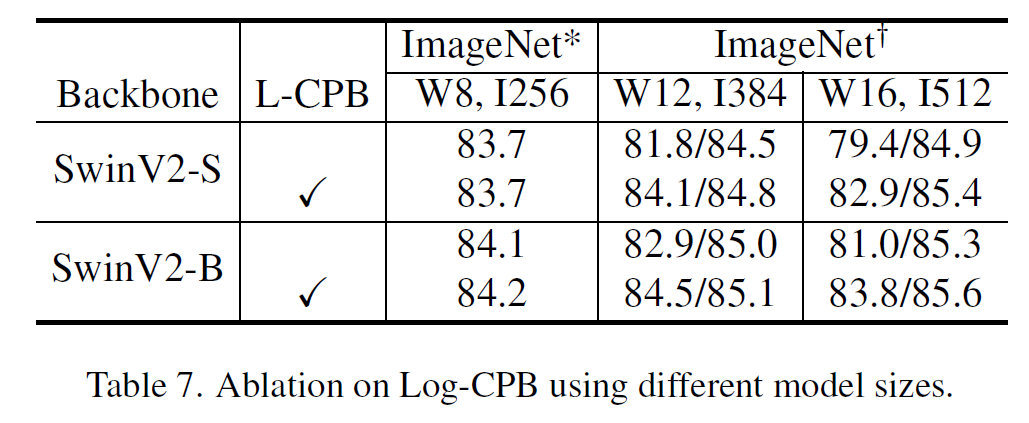 ImageNet* ImageNet†
Backbone L-CPB W8, I256 W12, I384 W16, I512
SwinV2-S 83.7 81.8/84.5 79.4/84.9
✓ 83.7 84.1/84.8 82.9/85.4
SwinV2-B 84.1 82.9/85.0 81.0/85.3
✓ 84.2 84.5/85.1 83.8/85.6
Table 7. Ablation on Log-CPB using different model sizes.